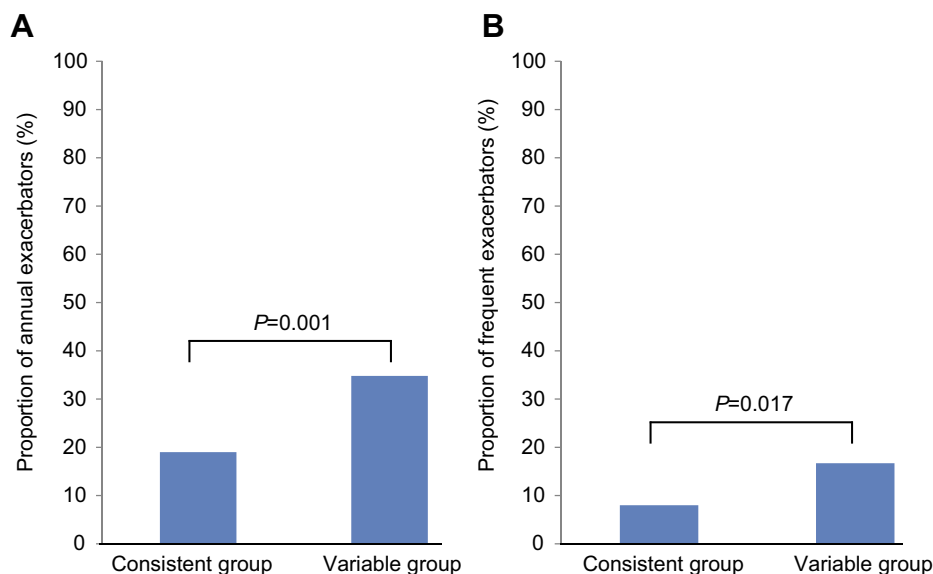 A
Proportion of annual exacerbators (%)
100
90
80
70
60
50
40
30
20
10
0
P=0.001
Consistent group
Variable group
B
Proportion of frequent exacerbators (%)
100
90
80
70
60
50
40
30
20
10
0
P=0.017
Consistent group
Variable group